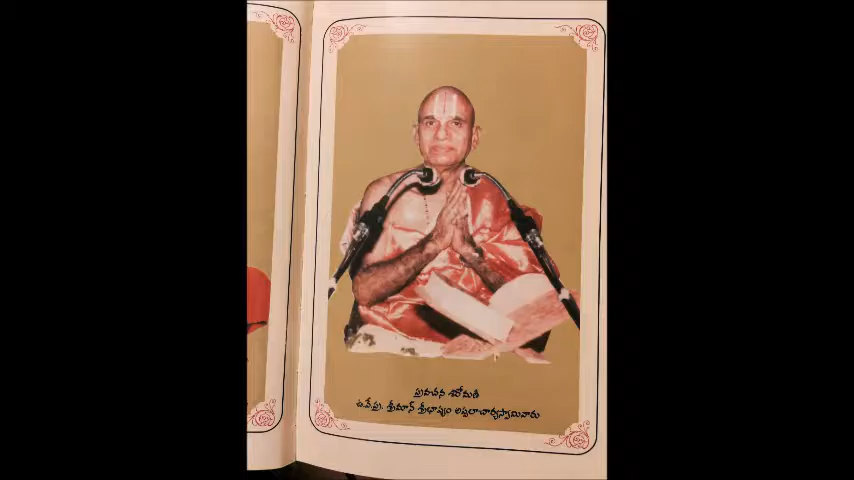 ప్రవచన శిరోమణి
ఉ.వే.ప్ర. శ్రీమాన్ శ్రీభాష్యం అప్పలాచార్యస్వామివారు